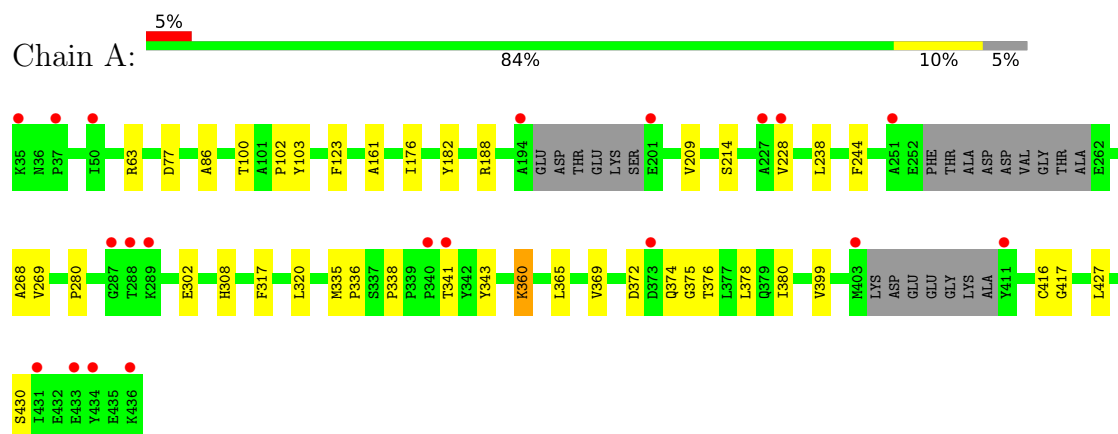 5%
Chain A:
84% 10% 5%
K35 N36 P37 I50 R63 D77 A86 T100 A101 P102 Y103 F123 A161 I176 Y182 R188 A194 GLU ASP THR GLU LYS SER E201 V209 S214 A227 V228 L238 F244 A251 E252 PHE THR ALA ASP ASP VAL GLY THR ALA E262
A268 V269 P280 G287 T288 K289 E302 H308 F317 L320 M335 P336 S337 P338 P339 P340 T341 Y342 Y343 K360 L365 V369 D372 D373 Q374 G375 T376 L377 L378 Q379 I380 V399 M403 LYS ASP GLU GLU GLY LYS ALA Y411 C416 G417 L427
S430 I431 E432 E433 Y434 E435 K436